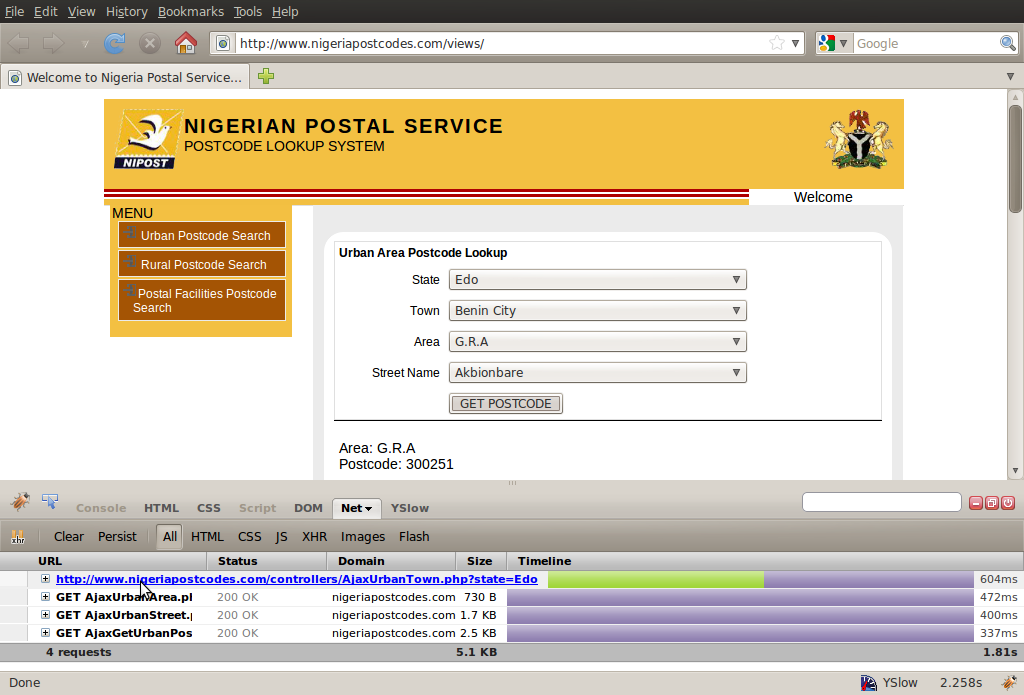 File Edit View History Bookmarks Tools Help
http://www.nigeriapostcodes.com/views/
Google
Welcome to Nigeria Postal Service...
NIPOST
NIGERIAN POSTAL SERVICE
POSTCODE LOOKUP SYSTEM
Welcome
MENU
Urban Postcode Search
Rural Postcode Search
Postal Facilities Postcode
Search
Urban Area Postcode Lookup
State Edo
Town Benin City
Area G.R.A
Street Name Akbionbare
GET POSTCODE
Area: G.R.A
Postcode: 300251
Console HTML CSS Script DOM Net YSlow
xhr Clear Persist All HTML CSS JS XHR Images Flash
URL Status Domain Size Timeline
http://www.nigeriapostcodes.com/controllers/AjaxUrbanTown.php?state=Edo 604ms
GET AjaxUrbanArea.pl 200 OK nigeriapostcodes.com 730 B 472ms
GET AjaxUrbanStreet.p 200 OK nigeriapostcodes.com 1.7 KB 400ms
GET AjaxGetUrbanPos 200 OK nigeriapostcodes.com 2.5 KB 337ms
4 requests 5.1 KB 1.81s
Done YSlow 2.258s